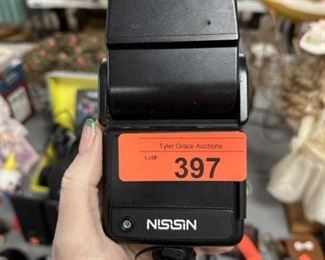 Tyler Grace Auctions
Lot#
397
NISSIN